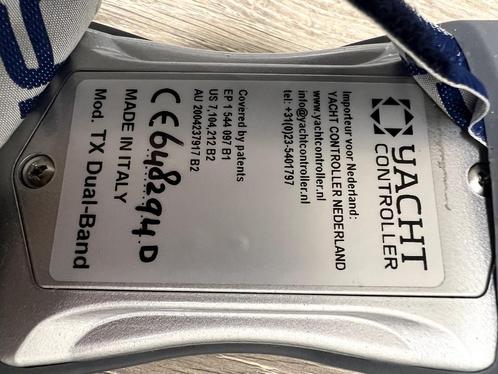 YACHT
CONTROLLER
Importeur voor Nederland:
YACHT CONTROLLER NEDERLAND
www.yachtcontroller.nl
info@yachtcontroller.nl
tel: +31(0)23-5401797
Covered by patents
EP 1 544 097 B1
US 7,104,212 B2
AU 2004237917 B2
CE648294.D
MADE IN ITALY
Mod. TX Dual-Band